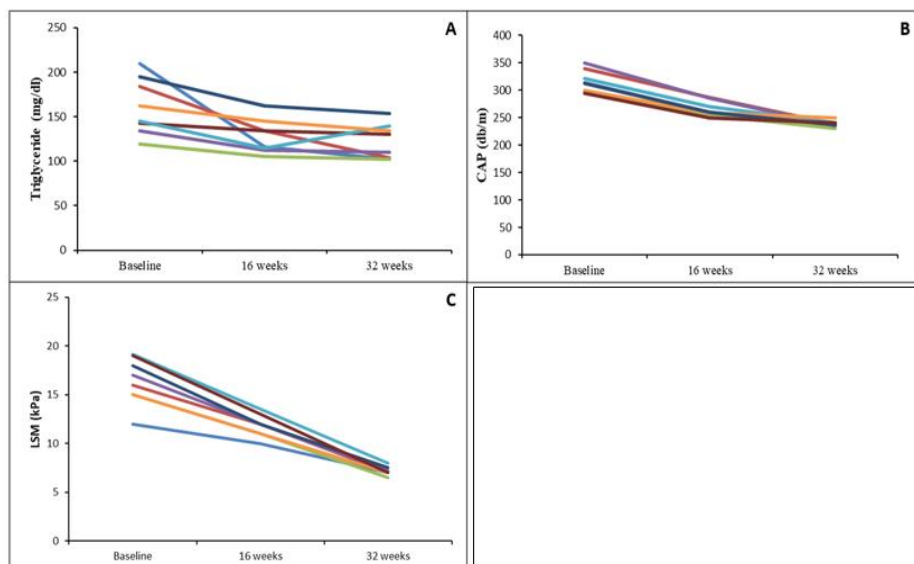 A
Triglyceride (mg/dl)
250
200
150
100
50
0
Baseline
16 weeks
32 weeks
B
CAP (db/m)
400
350
300
250
200
150
100
50
0
Baseline
16 weeks
32 weeks
C
LSM (kPa)
25
20
15
10
5
0
Baseline
16 weeks
32 weeks